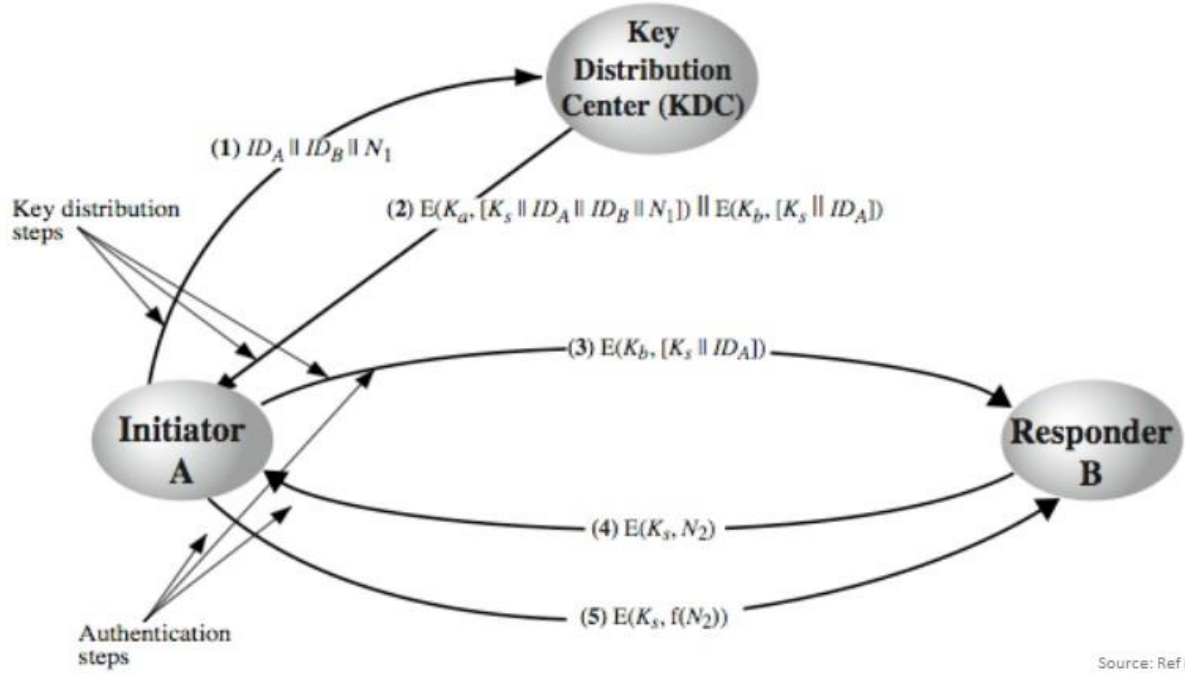 Key
Distribution
Center (KDC)
(1) ID_A || ID_B || N_1
Key distribution
steps
(2) E(K_a, [K_s || ID_A || ID_B || N_1]) || E(K_b, [K_s || ID_A])
(3) E(K_b, [K_s || ID_A])
Initiator
A
Responder
B
(4) E(K_s, N_2)
(5) E(K_s, f(N_2))
Authentication
steps
Source: Ref